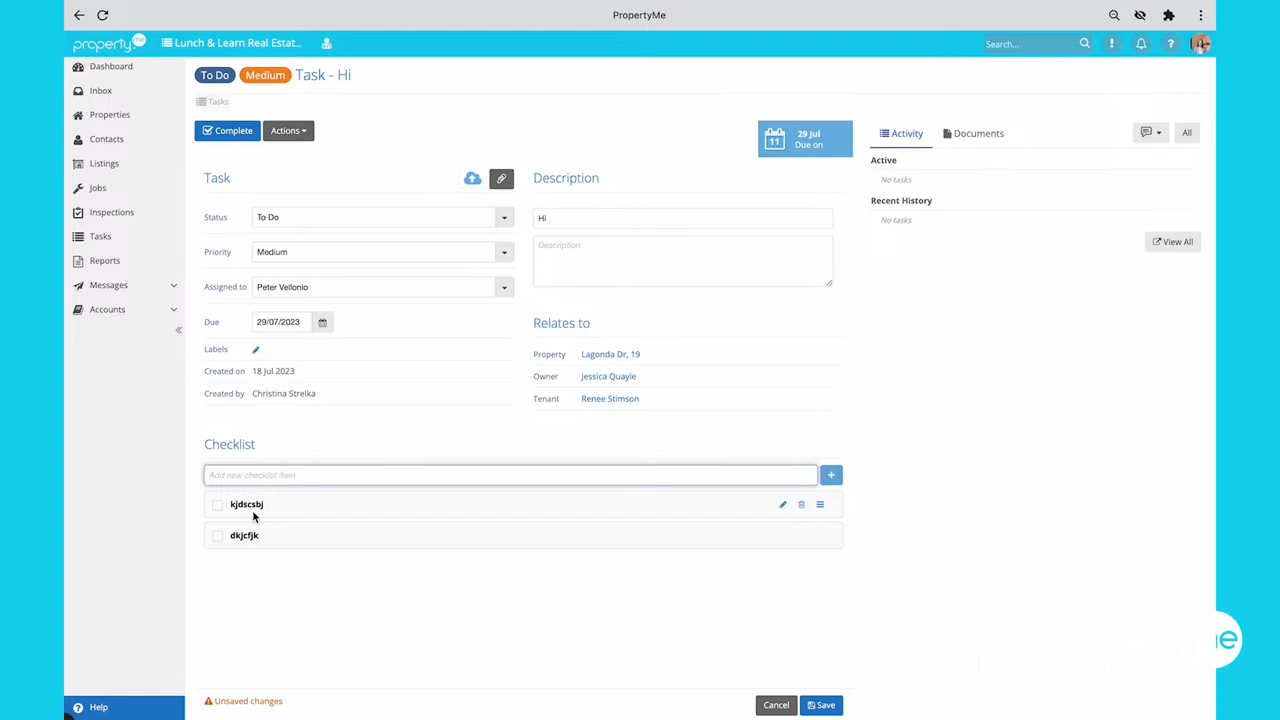 PropertyMe
propertyme
Lunch & Learn Real Estat...
Search...
Dashboard
Inbox
Properties
Contacts
Listings
Jobs
Inspections
Tasks
Reports
Messages
Accounts
Help
To Do Medium Task - Hi
Tasks
Complete Actions
11 29 Jul
Due on
Task
Status To Do
Priority Medium
Assigned to Peter Vellonio
Due 29/07/2023
Labels
Created on 18 Jul 2023
Created by Christina Strelka
Description
Hi
Description
Relates to
Property Lagonda Dr, 19
Owner Jessica Quayle
Tenant Renee Stimson
Checklist
Add new checklist item
kjdscsbj
dkjcfjk
Unsaved changes
Cancel Save
Activity Documents All
Active
No tasks
Recent History
No tasks
View All
me